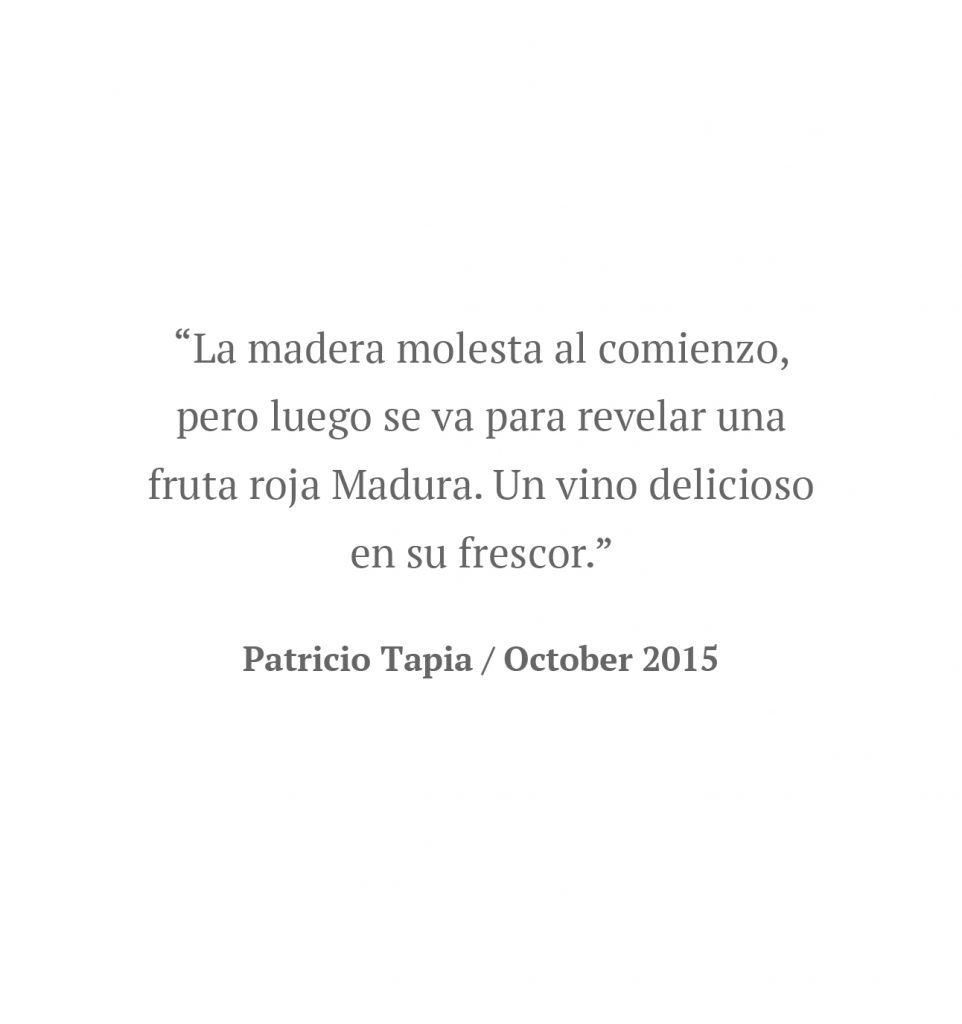 “La madera molesta al comienzo,
pero luego se va para revelar una
fruta roja Madura. Un vino delicioso
en su frescor.”
Patricio Tapia / October 2015